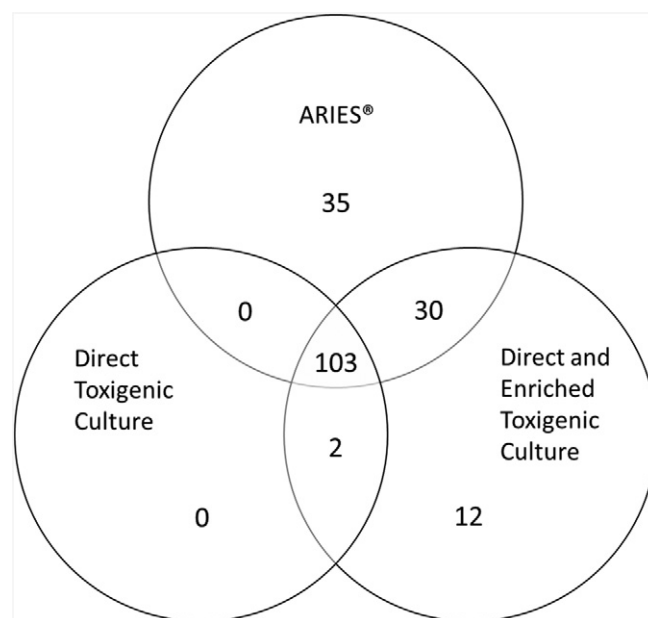 ARIES®
35
0
30
103
Direct
Toxigenic
Culture
Direct and
Enriched
Toxigenic
Culture
2
0
12